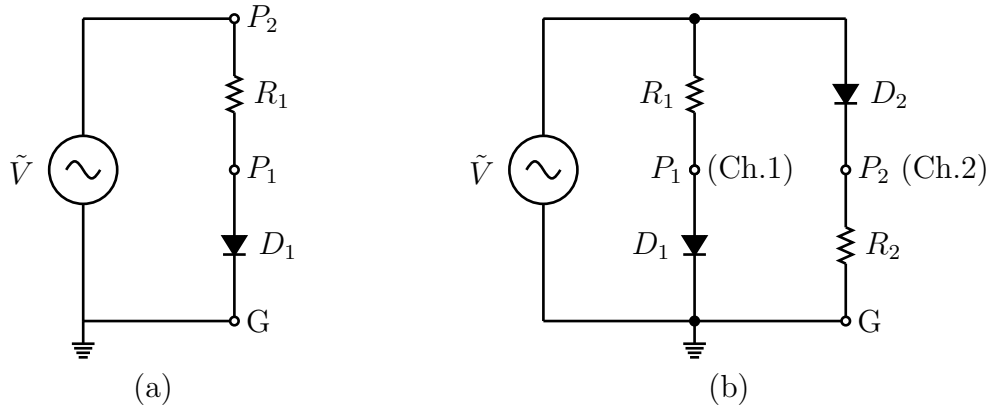 P₂
R₁
Ṽ
P₁
D₁
G
(a)
R₁
D₂
Ṽ
P₁ (Ch.1)
P₂ (Ch.2)
D₁
R₂
G
(b)